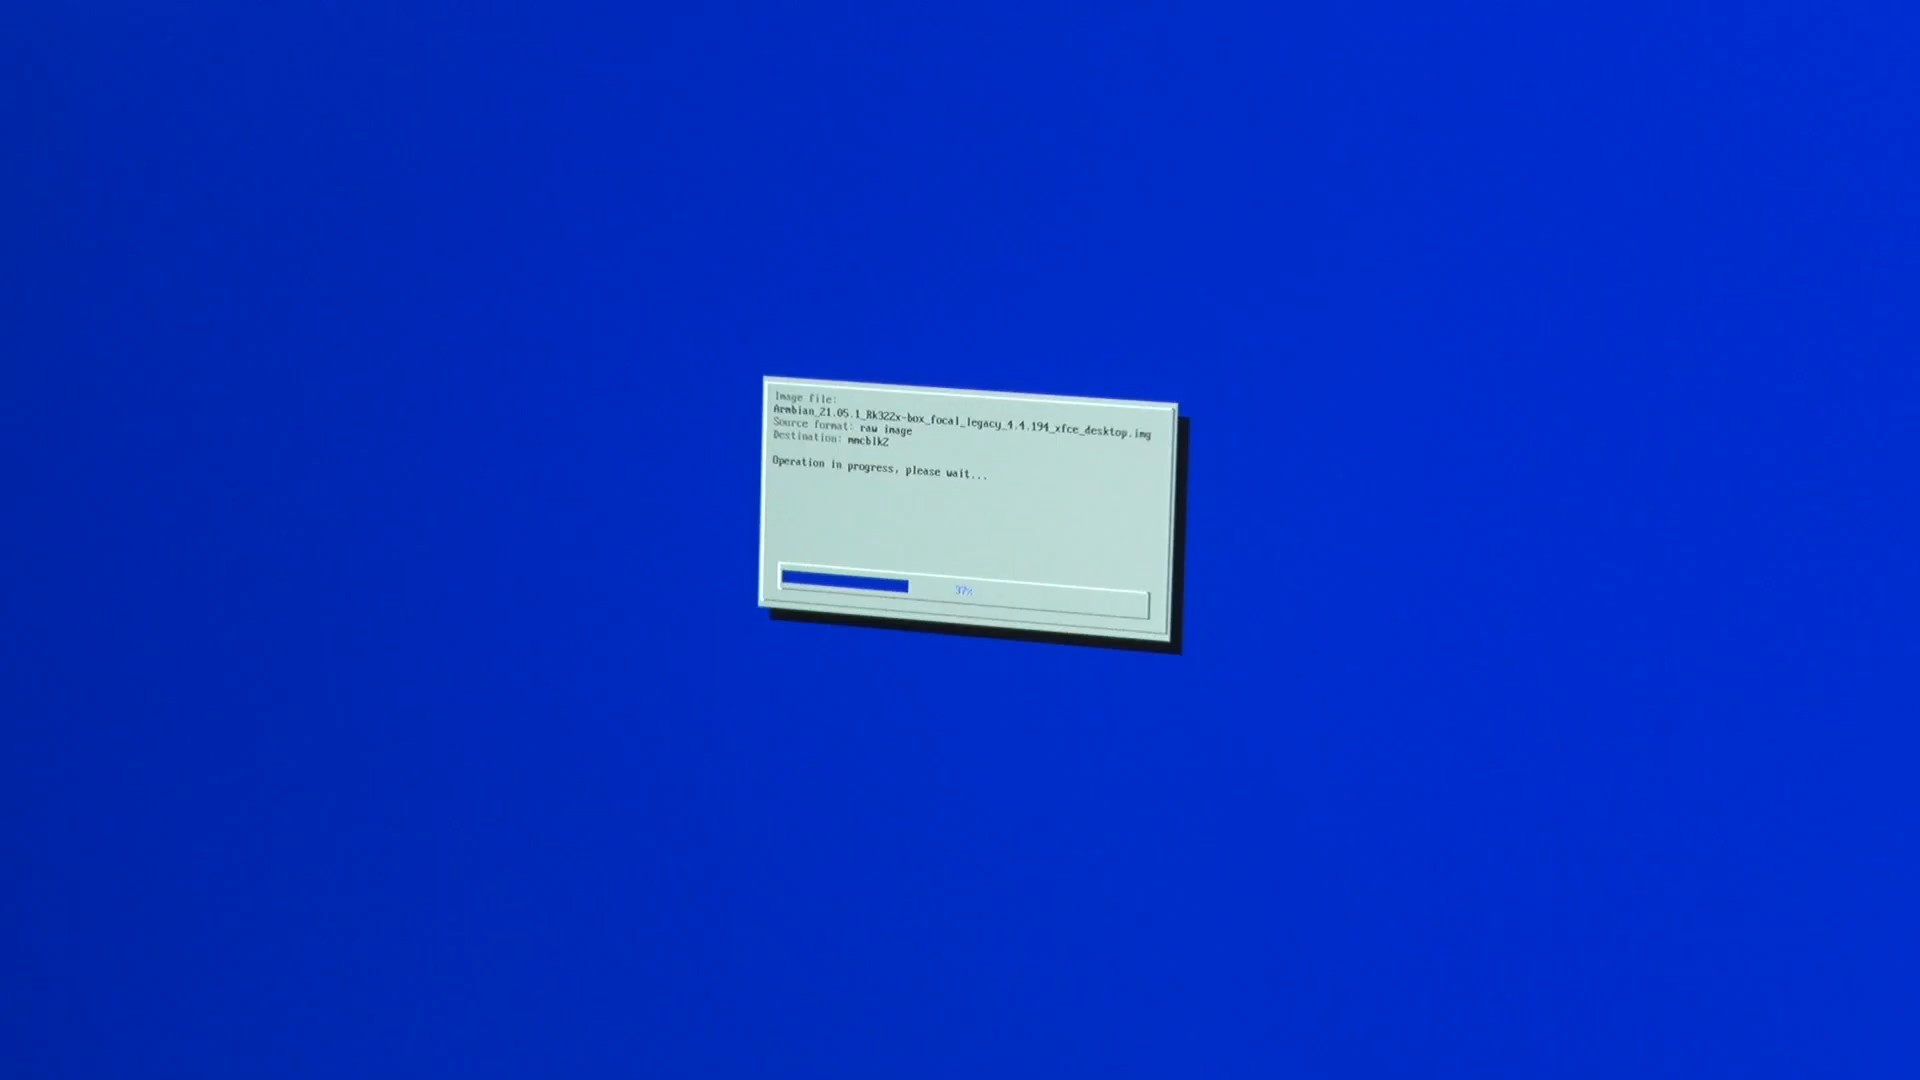 Image file:
Armbian_21.05.1_Rk322x-box_focal_legacy_4.4.194_xfce_desktop.img
Source format: raw image
Destination: mmcblk2
Operation in progress, please wait...
37%